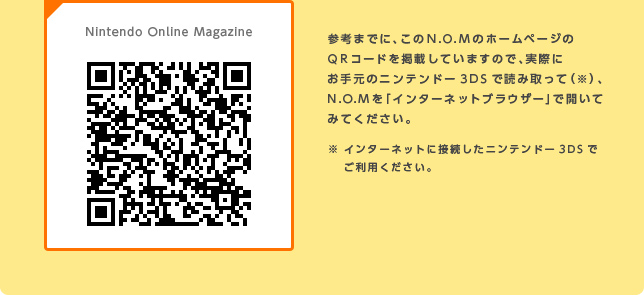 Nintendo Online Magazine
参考までに、このN.O.Mのホームページの
QRコードを掲載していますので、実際に
お手元のニンテンドー3DSで読み取って（※）、
N.O.Mを「インターネットブラウザー」で開いて
みてください。
※ インターネットに接続したニンテンドー3DSで
ご利用ください。